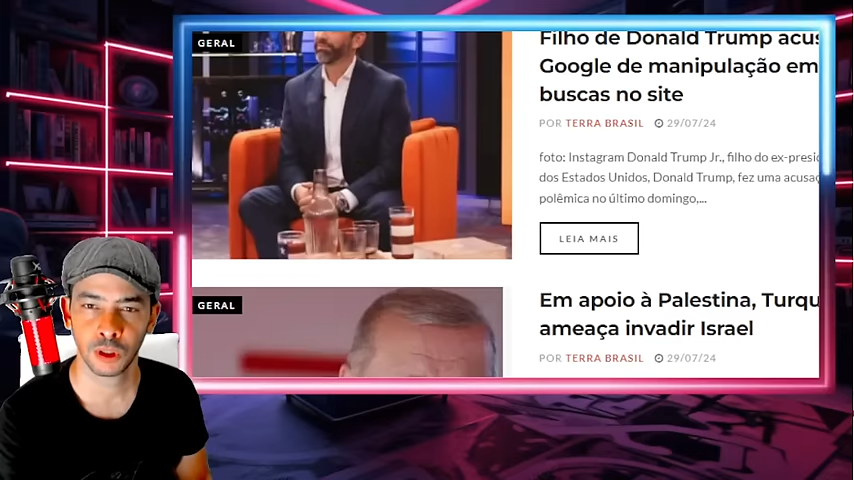 GERAL
Filho de Donald Trump acus
Google de manipulação em
buscas no site
POR TERRA BRASIL 29/07/24
foto: Instagram Donald Trump Jr., filho do ex-presid
dos Estados Unidos, Donald Trump, fez uma acusaç
polêmica no último domingo,...
LEIA MAIS
GERAL
Em apoio à Palestina, Turqu
ameaça invadir Israel
POR TERRA BRASIL 29/07/24